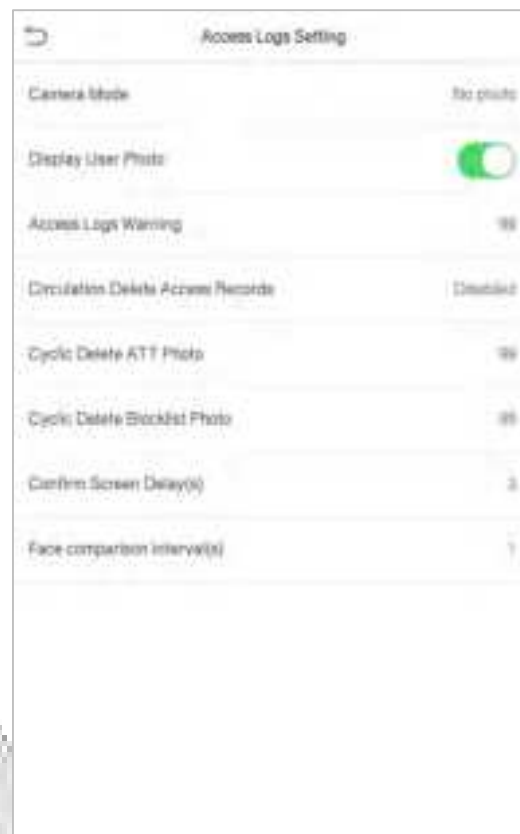 Access Logs Setting
Camera Mode No photo
Display User Photo
Access Logs Warning 99
Circulation Delete Access Records Disabled
Cyclic Delete ATT Photo 99
Cyclic Delete Blocklist Photo
Confirm Screen Delay(s) 3
Face comparison interval(s) 1